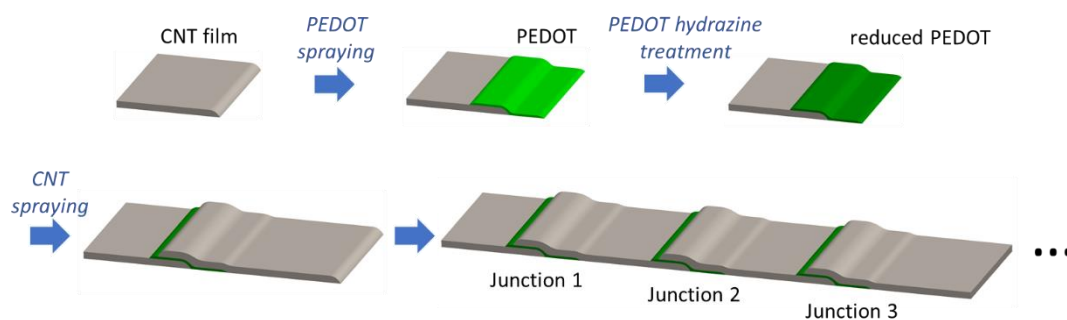 CNT film
PEDOT
spraying
PEDOT
PEDOT hydrazine
treatment
reduced PEDOT
CNT
spraying
Junction 1
Junction 2
Junction 3
...